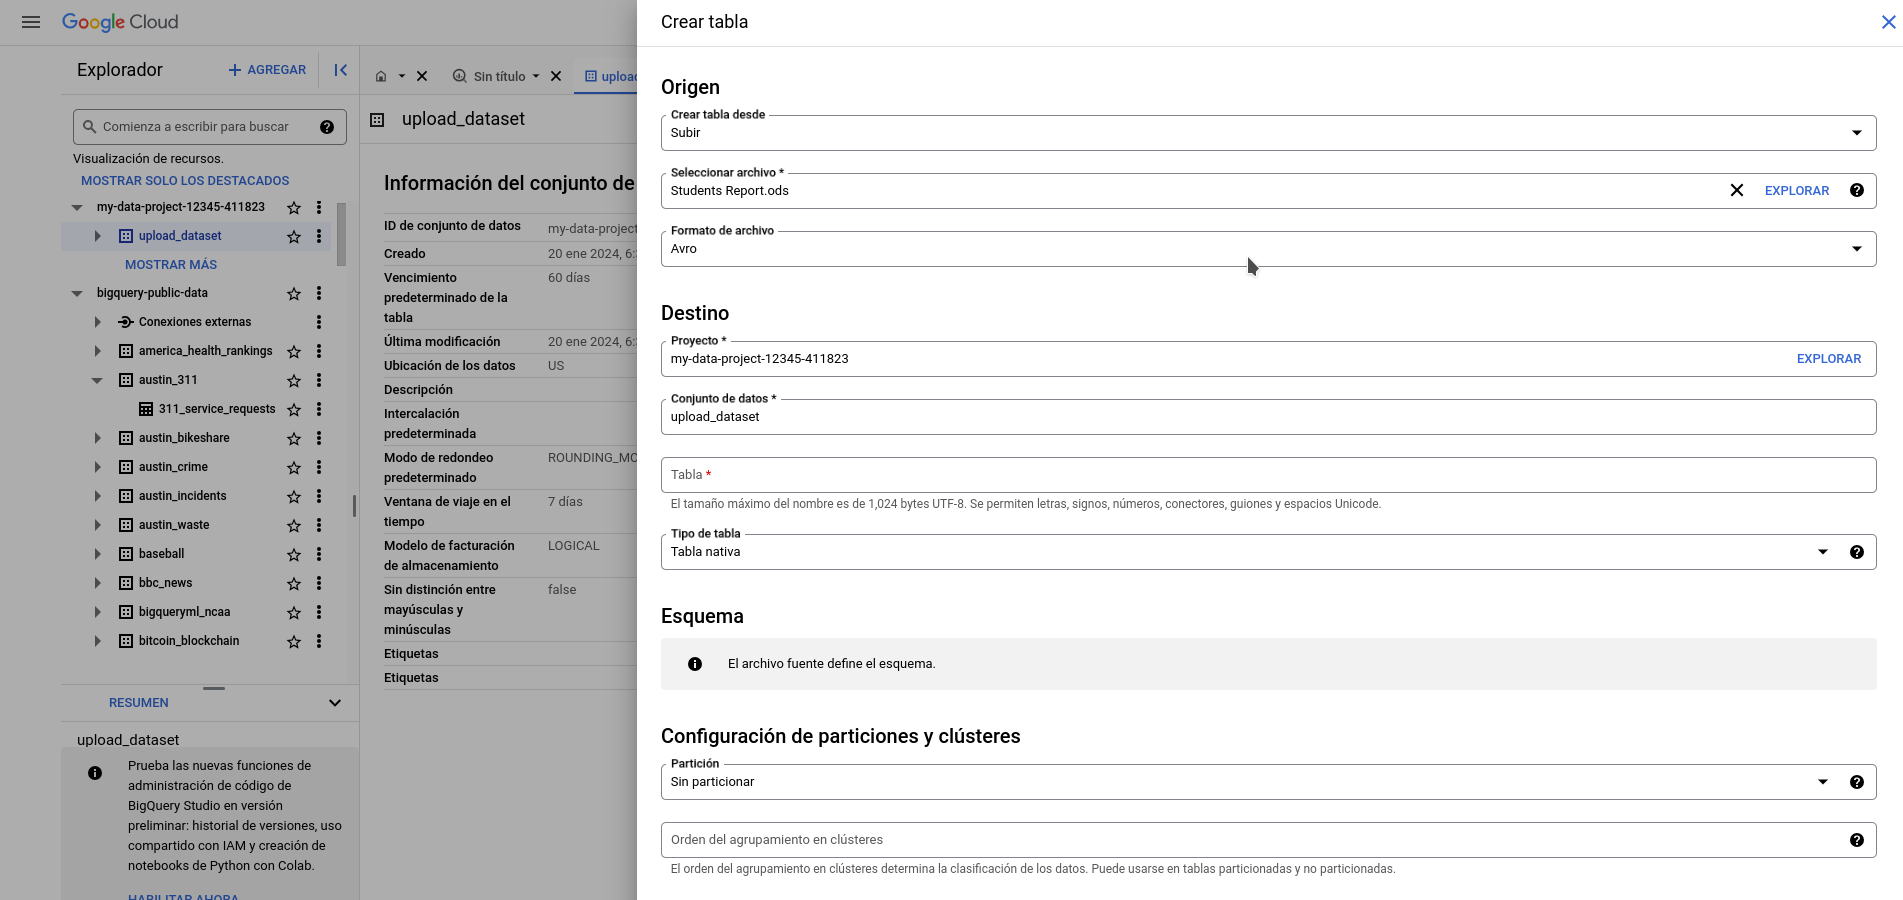 Google Cloud
Explorador
AGREGAR
Comienza a escribir para buscar
Visualización de recursos.
MOSTRAR SOLO LOS DESTACADOS
my-data-project-12345-411823
upload_dataset
MOSTRAR MÁS
bigquery-public-data
Conexiones externas
america_health_rankings
austin_311
311_service_requests
austin_bikeshare
austin_crime
austin_incidents
austin_waste
baseball
bbc_news
bigqueryml_ncaa
bitcoin_blockchain
RESUMEN
upload_dataset
Prueba las nuevas funciones de
administración de código de
BigQuery Studio en versión
preliminar: historial de versiones, uso
compartido con IAM y creación de
notebooks de Python con Colab.
HABILITAR AHORA
Sin título
upload
upload_dataset
Información del conjunto de
ID de conjunto de datos my-data-project
Creado 20 ene 2024, 6:
Vencimiento 60 días
predeterminado de la
tabla
Última modificación 20 ene 2024, 6:
Ubicación de los datos US
Descripción
Intercalación
predeterminada
Modo de redondeo ROUNDING_MO
predeterminado
Ventana de viaje en el 7 días
tiempo
Modelo de facturación LOGICAL
de almacenamiento
Sin distinción entre false
mayúsculas y
minúsculas
Etiquetas
Etiquetas
Crear tabla
Origen
Crear tabla desde
Subir
Seleccionar archivo *
Students Report.ods
EXPLORAR
Formato de archivo
Avro
Destino
Proyecto *
my-data-project-12345-411823
EXPLORAR
Conjunto de datos *
upload_dataset
Tabla *
El tamaño máximo del nombre es de 1,024 bytes UTF-8. Se permiten letras, signos, números, conectores, guiones y espacios Unicode.
Tipo de tabla
Tabla nativa
Esquema
El archivo fuente define el esquema.
Configuración de particiones y clústeres
Partición
Sin particionar
Orden del agrupamiento en clústeres
El orden del agrupamiento en clústeres determina la clasificación de los datos. Puede usarse en tablas particionadas y no particionadas.